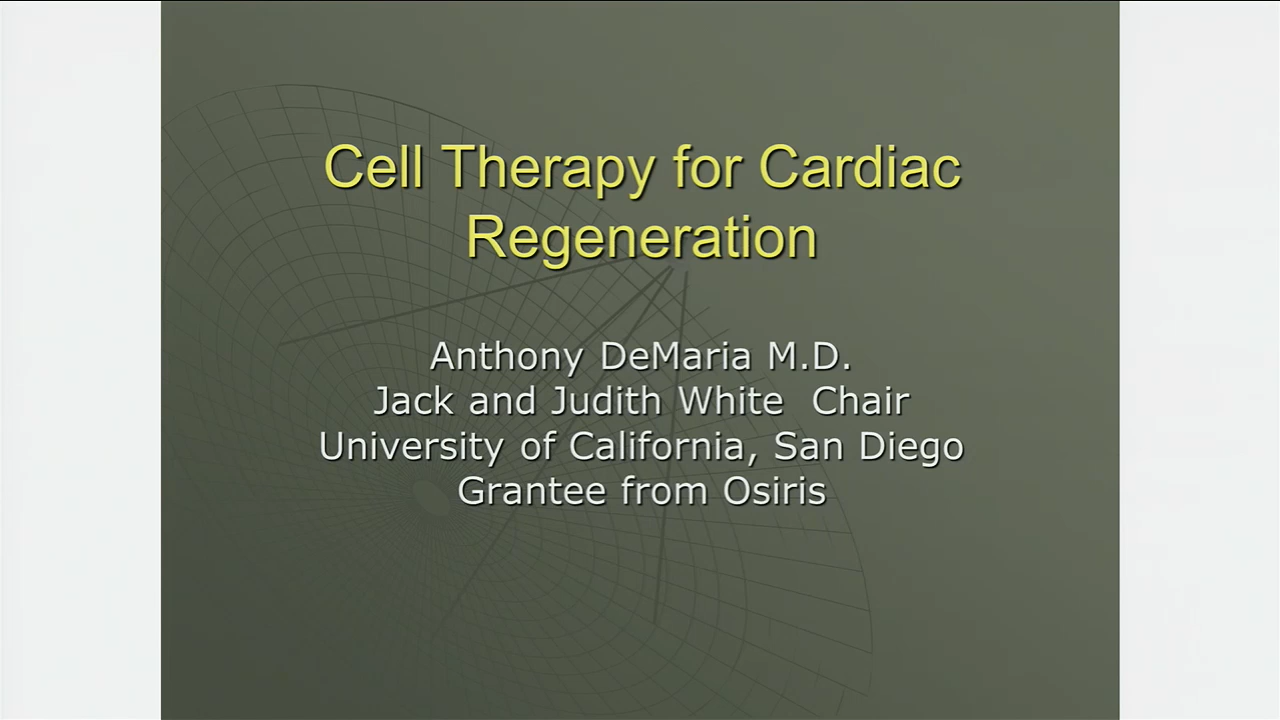 Cell Therapy for Cardiac
Regeneration
Anthony DeMaria M.D.
Jack and Judith White  Chair
University of California, San Diego
Grantee from Osiris